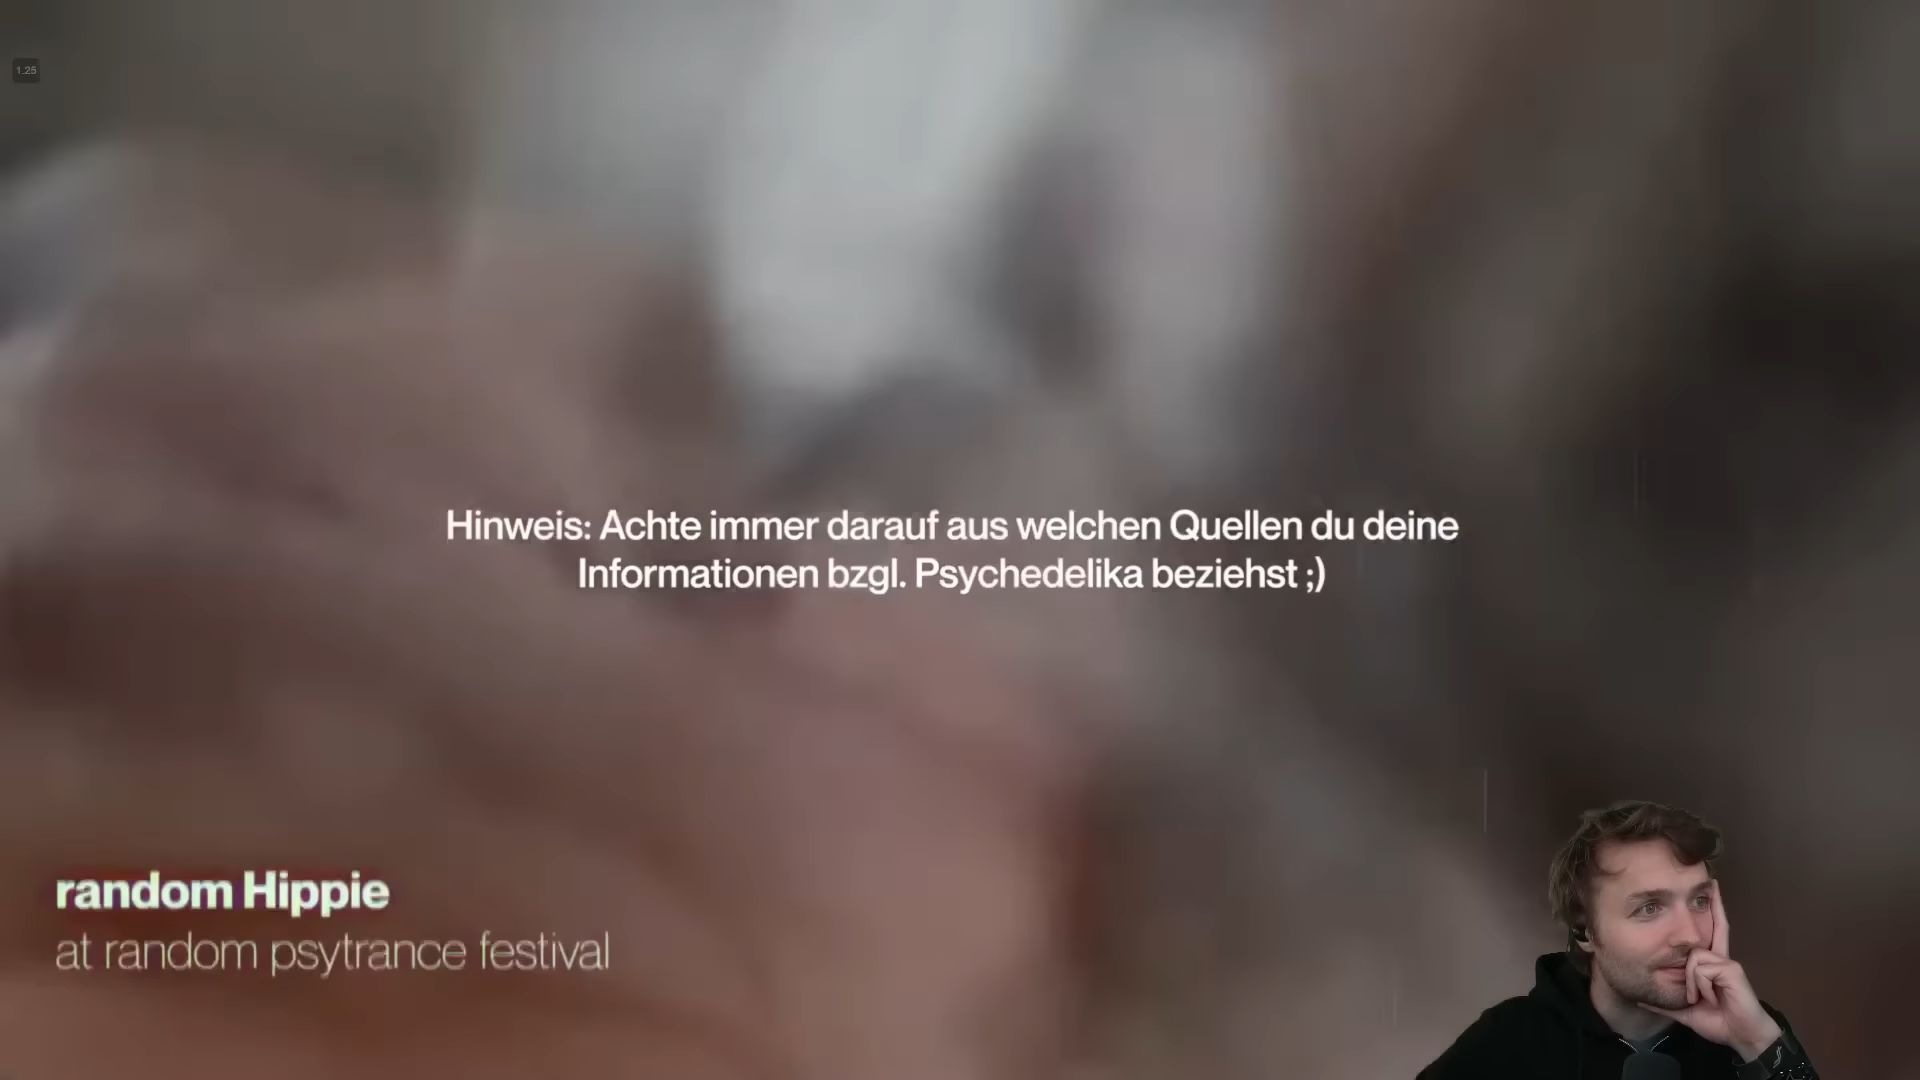 1.25
Hinweis: Achte immer darauf aus welchen Quellen du deine
Informationen bzgl. Psychedelika beziehst ;)
random Hippie
at random psytrance festival